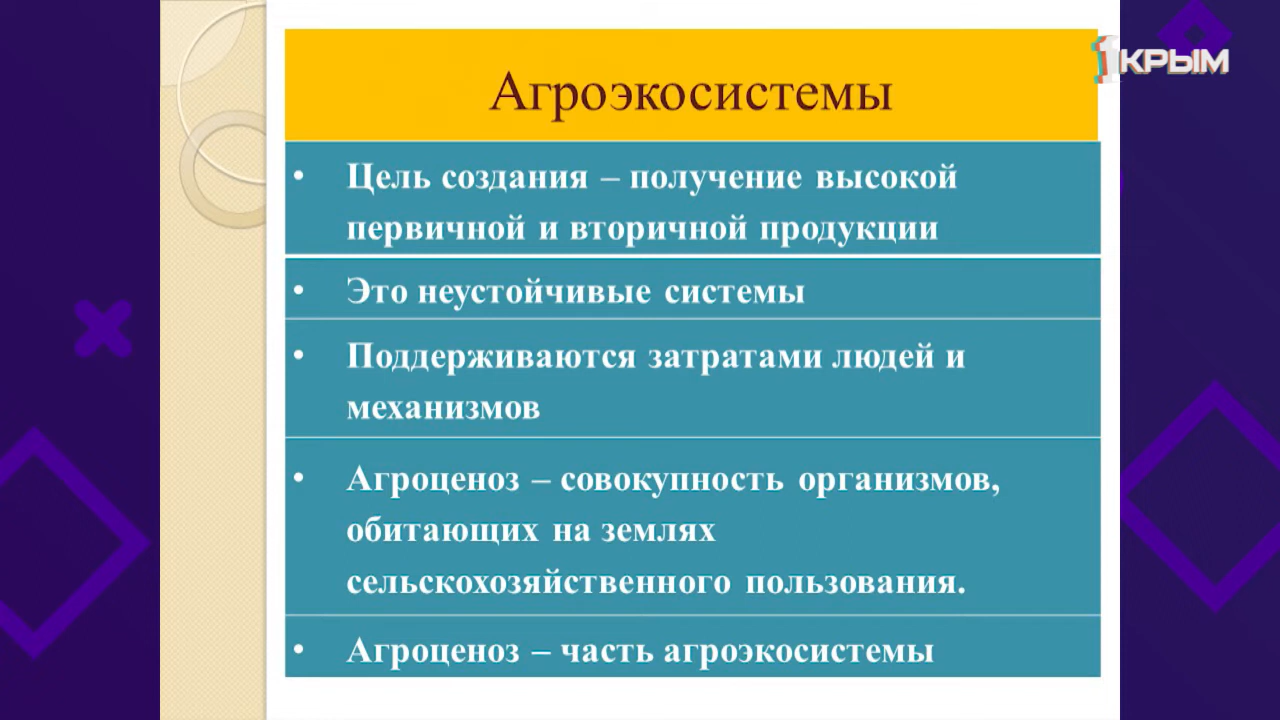 Агроэкосистемы
1КРЫМ
• Цель создания – получение высокой
первичной и вторичной продукции
• Это неустойчивые системы
• Поддерживаются затратами людей и
механизмов
• Агроценоз – совокупность организмов,
обитающих на землях
сельскохозяйственного пользования.
• Агроценоз – часть агроэкосистемы